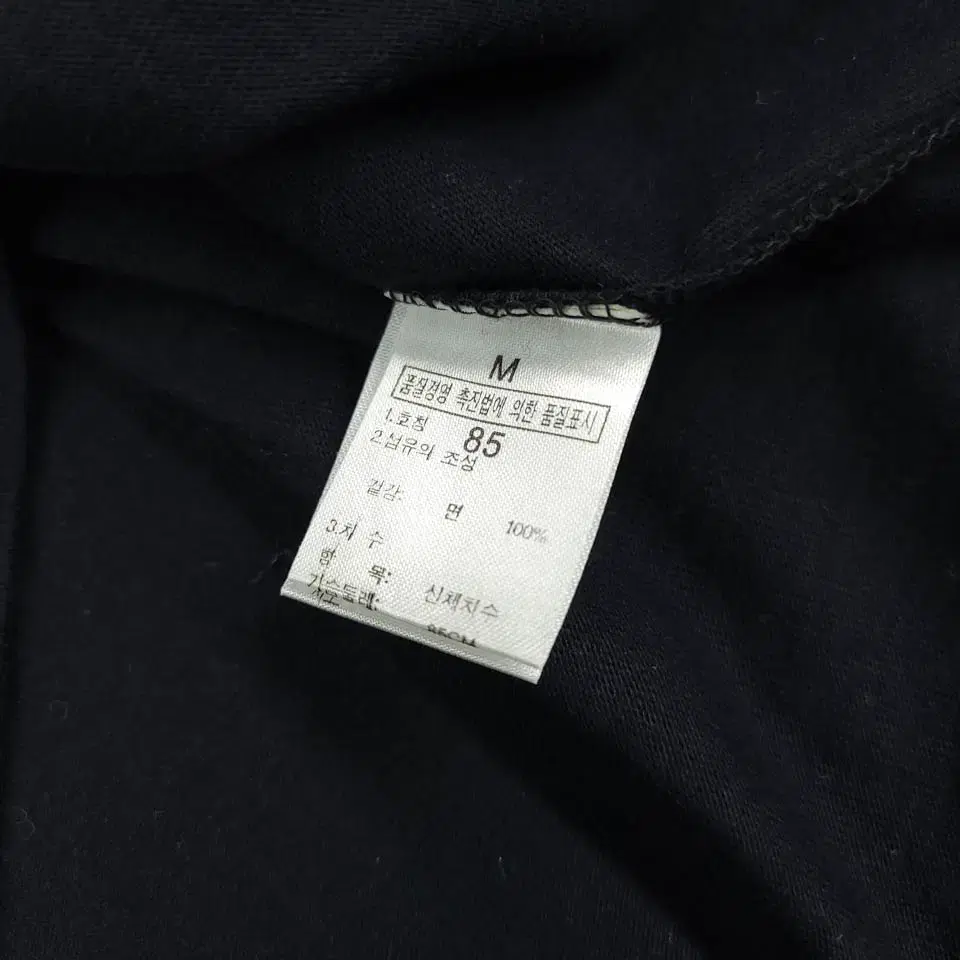 M
품질경영 촉진법에 의한 품질표시
1.호칭 85
2.섬유의 조성
겉감: 면 100%
3.치 수
항 목: 신체치수
가슴둘레: 85CM